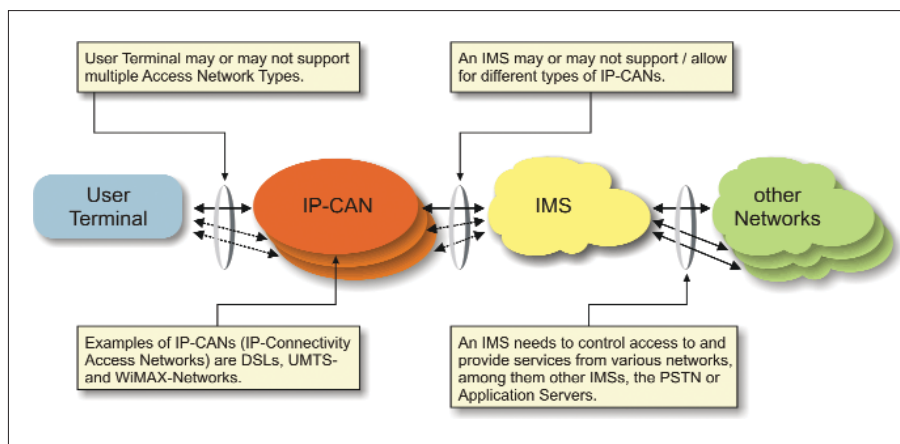 User Terminal may or may not support
multiple Access Network Types.
An IMS may or may not support / allow
for different types of IP-CANs.
User
Terminal
IP-CAN
IMS
other
Networks
Examples of IP-CANs (IP-Connectivity
Access Networks) are DSLs, UMTS-
and WiMAX-Networks.
An IMS needs to control access to and
provide services from various networks,
among them other IMSs, the PSTN or
Application Servers.